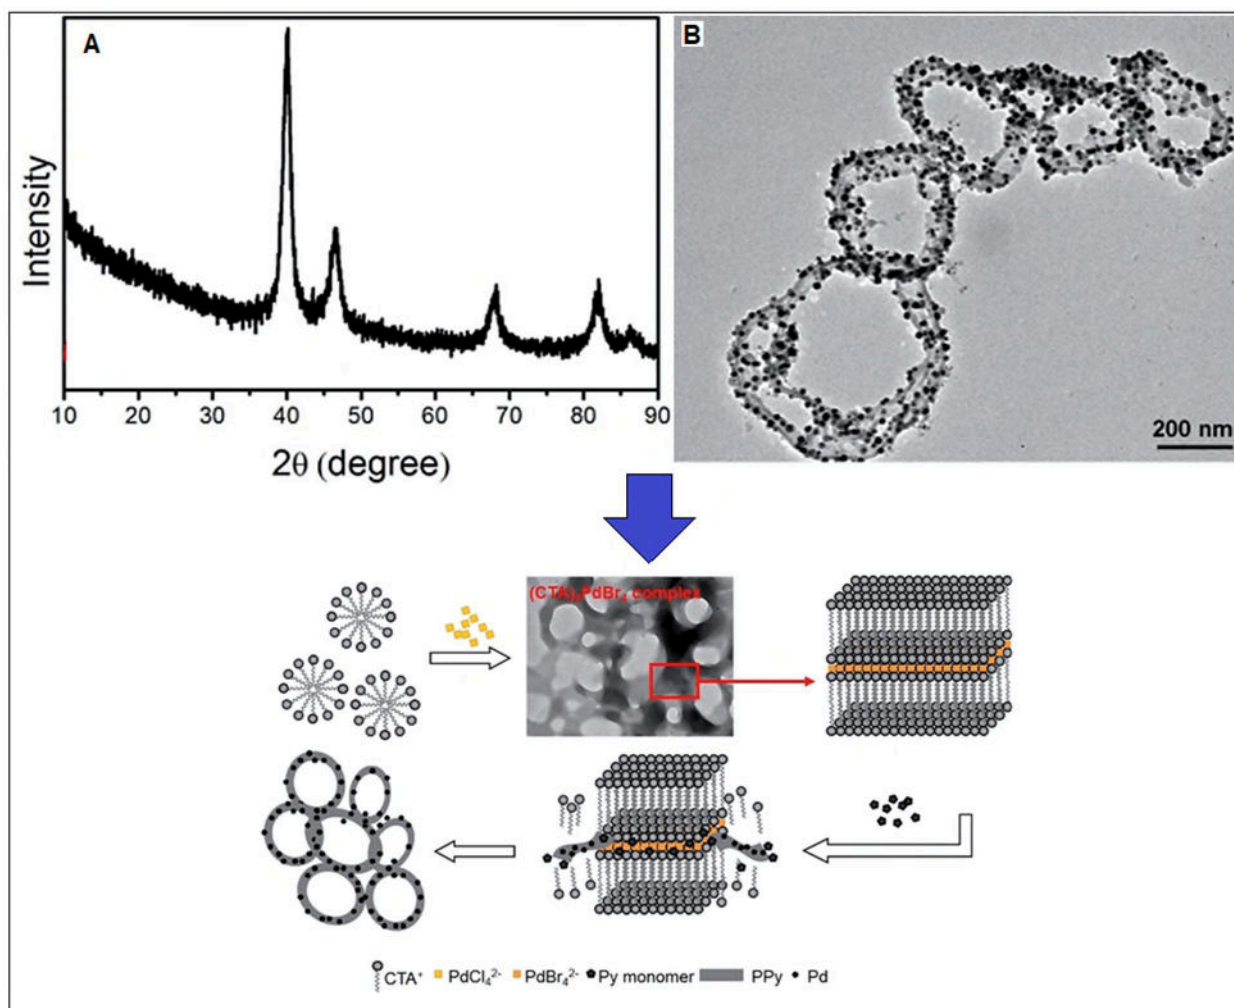 A
Intensity
10 20 30 40 50 60 70 80 90
2θ (degree)
B
200 nm
(CTA)₂PdBr₄ complex
CTA⁺ PdCl₄²⁻ PdBr₄²⁻ Py monomer PPy Pd